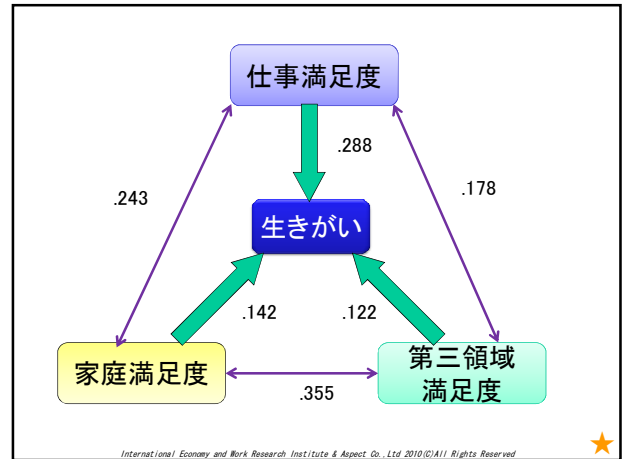 仕事満足度
.288
.243
.178
生きがい
.142
.122
家庭満足度
第三領域
満足度
.355
International Economy and Work Research Institute & Aspect Co.,Ltd 2010(C)All Rights Reserved